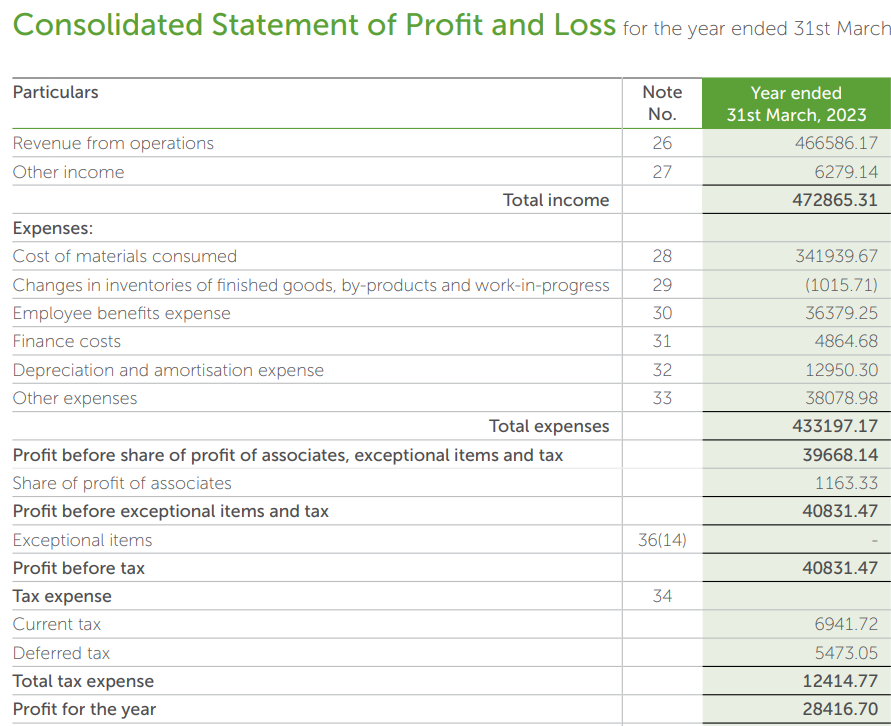 Consolidated Statement of Profit and Loss for the year ended 31st March
Particulars Note No. Year ended 31st March, 2023
Revenue from operations 26 466586.17
Other income 27 6279.14
Total income 472865.31
Expenses:
Cost of materials consumed 28 341939.67
Changes in inventories of finished goods, by-products and work-in-progress 29 (1015.71)
Employee benefits expense 30 36379.25
Finance costs 31 4864.68
Depreciation and amortisation expense 32 12950.30
Other expenses 33 38078.98
Total expenses 433197.17
Profit before share of profit of associates, exceptional items and tax 39668.14
Share of profit of associates 1163.33
Profit before exceptional items and tax 40831.47
Exceptional items 36(14) -
Profit before tax 40831.47
Tax expense 34
Current tax 6941.72
Deferred tax 5473.05
Total tax expense 12414.77
Profit for the year 28416.70